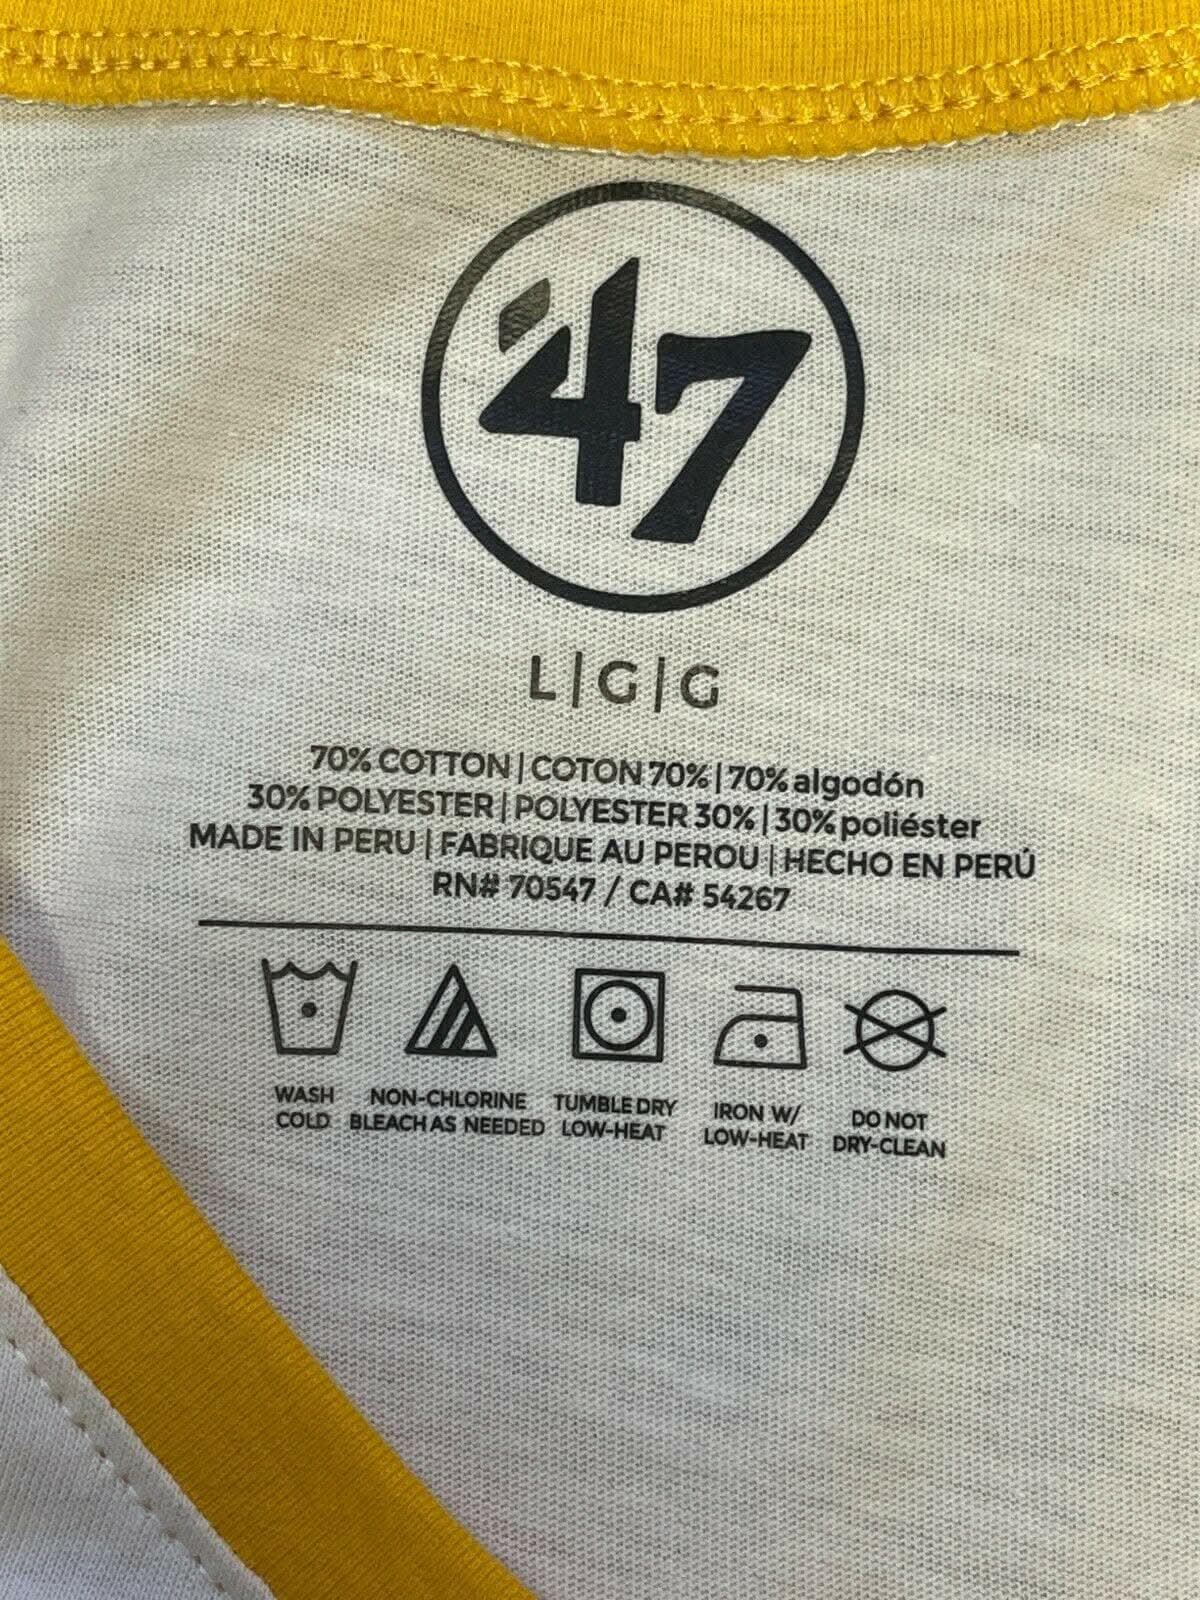 '47
L|G|G
70% COTTON | COTON 70% | 70% algodón
30% POLYESTER | POLYESTER 30% | 30% poliéster
MADE IN PERU | FABRIQUE AU PEROU | HECHO EN PERÚ
RN# 70547 / CA# 54267
WASH COLD
NON-CHLORINE BLEACH AS NEEDED
TUMBLE DRY LOW-HEAT
IRON W/ LOW-HEAT
DO NOT DRY-CLEAN